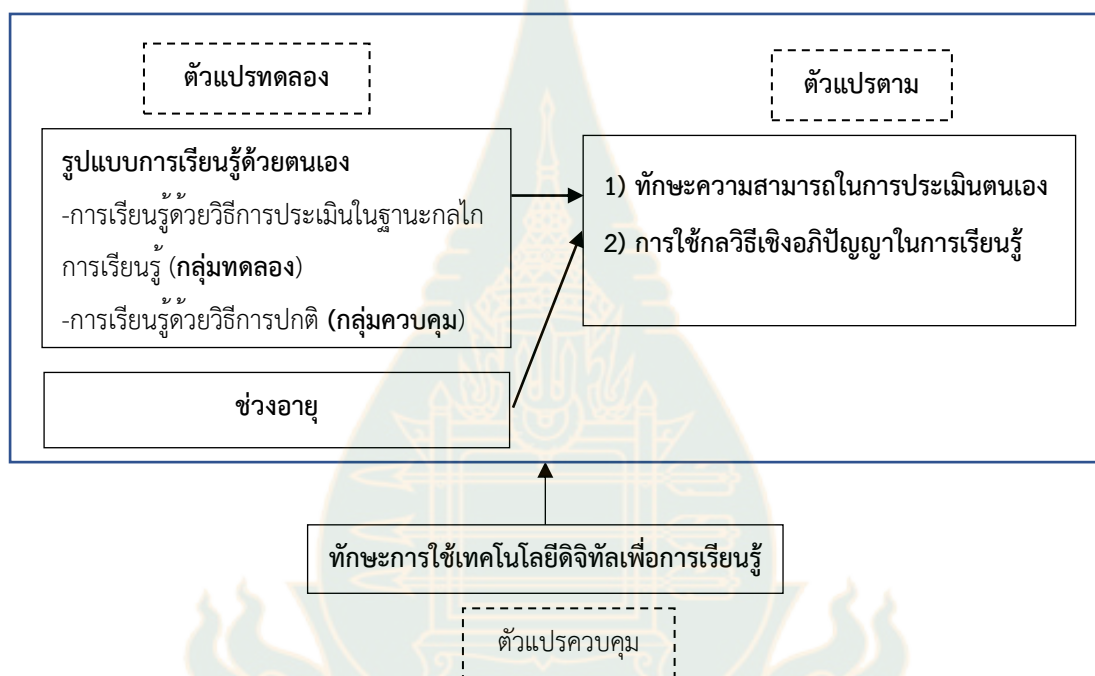 ตัวแปรทดลอง
รูปแบบการเรียนรู้ด้วยตนเอง
-การเรียนรู้ด้วยวิธีการประเมินในฐานะกลไก
การเรียนรู้ (กลุ่มทดลอง)
-การเรียนรู้ด้วยวิธีการปกติ (กลุ่มควบคุม)
ช่วงอายุ
ตัวแปรตาม
1) ทักษะความสามารถในการประเมินตนเอง
2) การใช้กลวิธีเชิงอภิปัญญาในการเรียนรู้
ทักษะการใช้เทคโนโลยีดิจิทัลเพื่อการเรียนรู้
ตัวแปรควบคุม